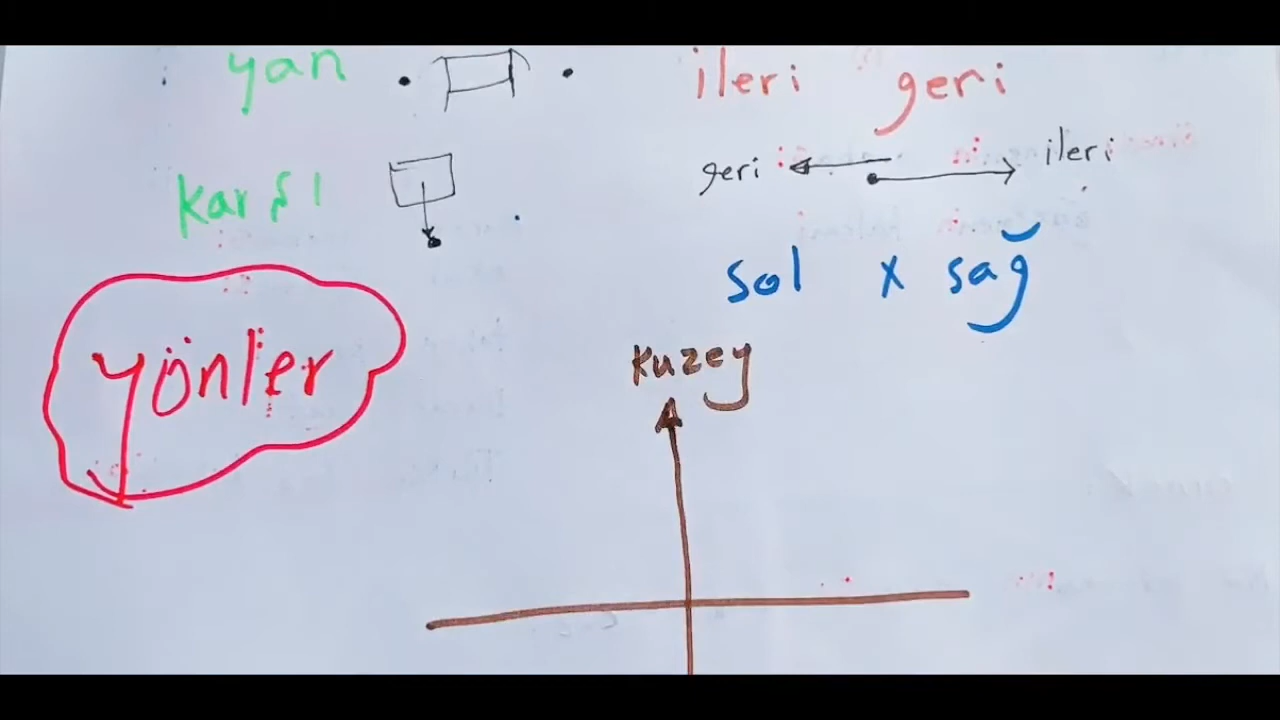 yan
ileri geri
karşı
geri ileri
sol x sağ
yönler
kuzey